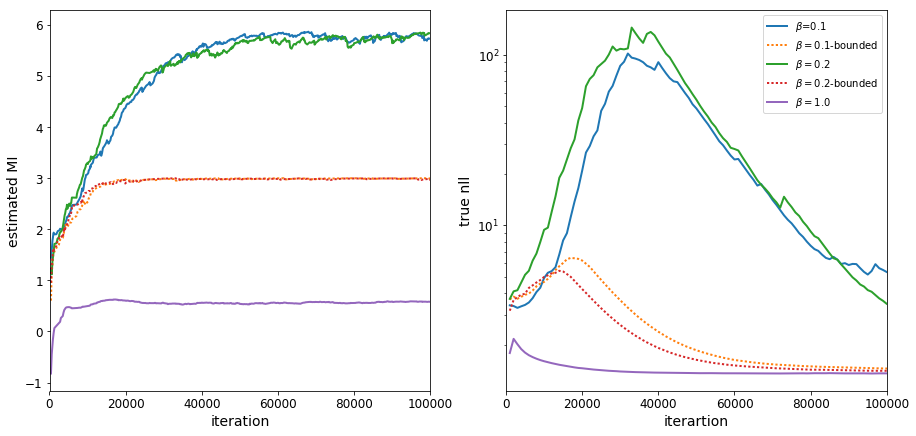 estimated MI
6
5
4
3
2
1
0
−1
0 20000 40000 60000 80000 100000
iteration
true nll
10²
10¹
β=0.1
β = 0.1-bounded
β = 0.2
β = 0.2-bounded
β = 1.0
0 20000 40000 60000 80000 100000
iterartion